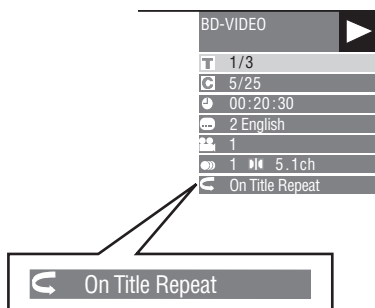 BD-VIDEO
T 1/3
C 5/25
00:20:30
2 English
1
1 5.1ch
On Title Repeat
On Title Repeat